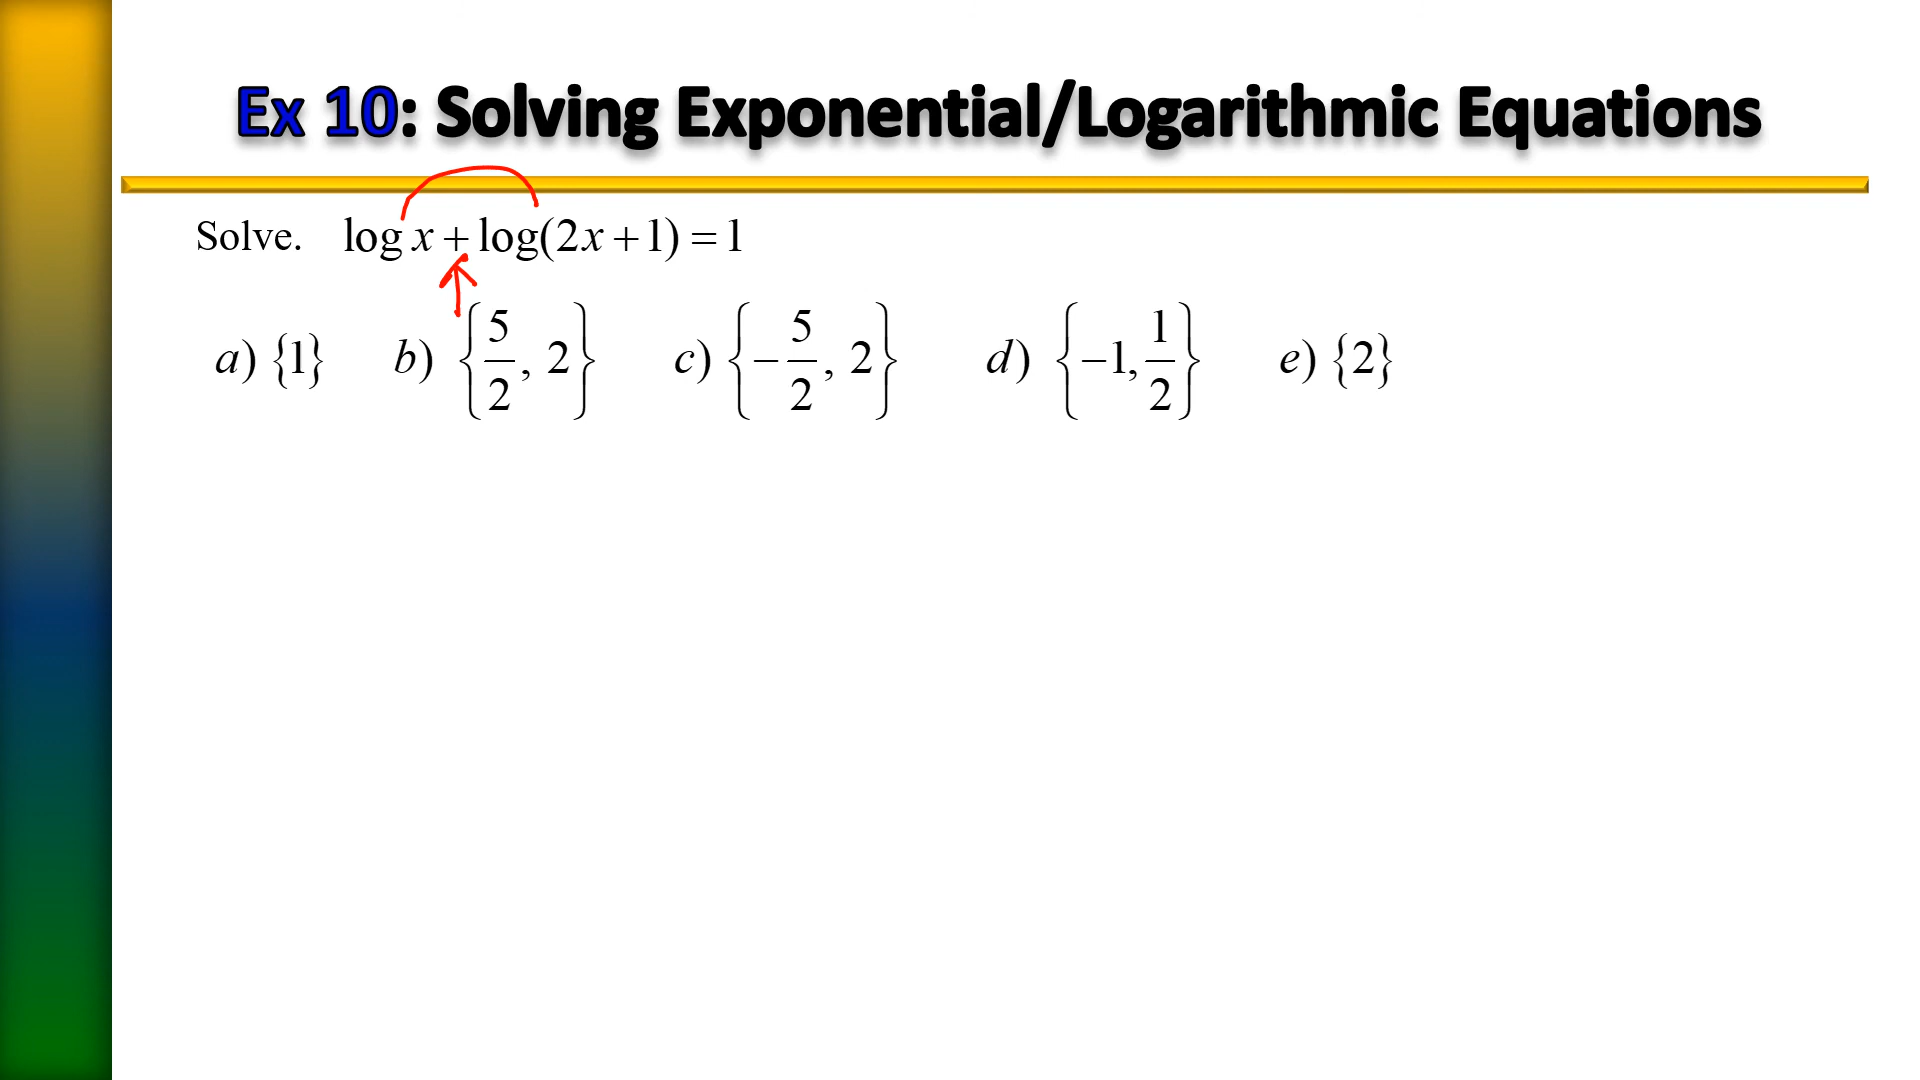 Ex 10: Solving Exponential/Logarithmic Equations
Solve. log x + log(2x + 1) = 1
a) {1} b) {5/2, 2} c) {−5/2, 2} d) {−1, 1/2} e) {2}